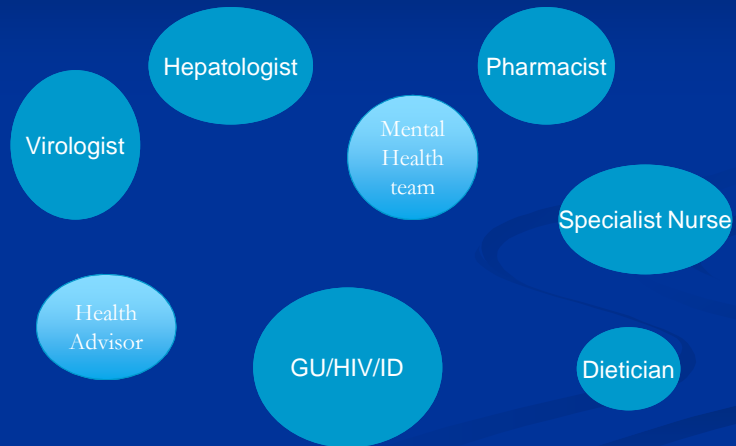 Hepatologist
Pharmacist
Virologist
Mental
Health
team
Specialist Nurse
Health
Advisor
GU/HIV/ID
Dietician